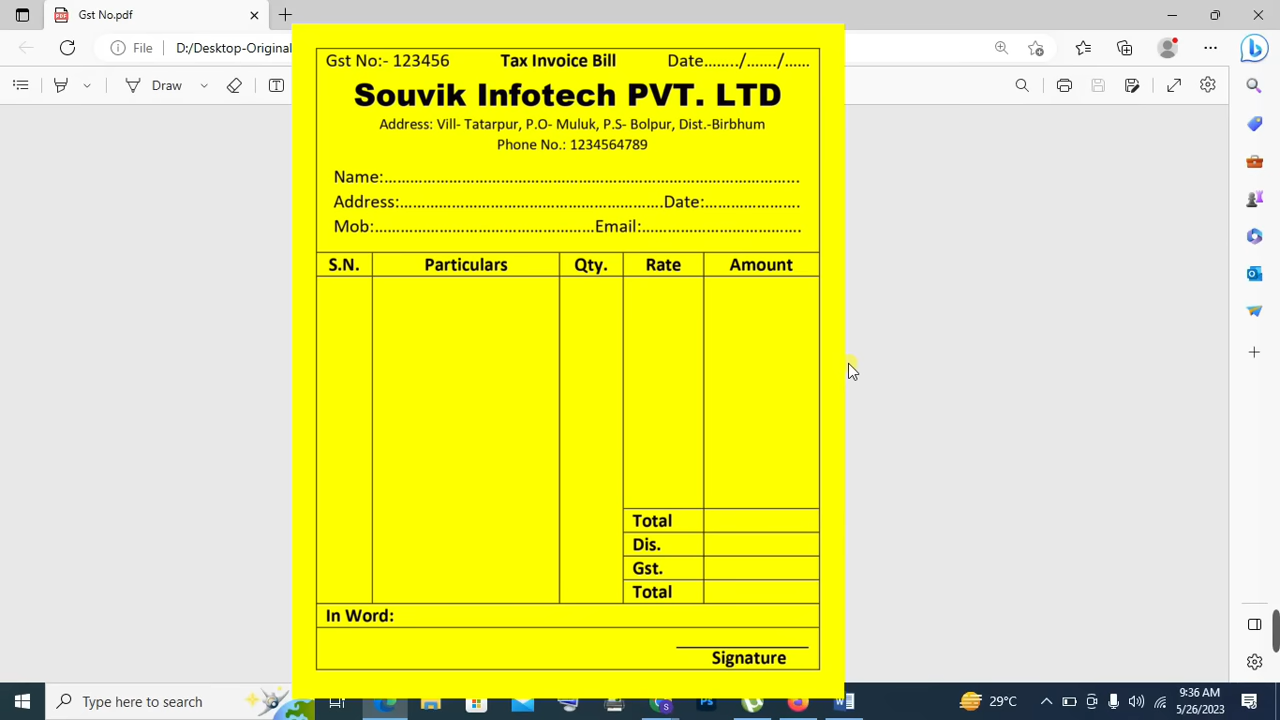 Gst No.pdf
File
D:/Desktop-Original
Draw
Gst No:- 123456 Tax Invoice Bill Date......../......./......
Souvik Infotech PVT. LTD
Address: Vill- Tatarpur, P.O- Muluk, P.S- Bolpur, Dist.-Birbhum
Phone No.: 1234564789
Name:......................................................................................................
Address:...............................................................Date:......................
Mob:.....................................................Email:......................................
S.N. Particulars Qty. Rate Amount
Total
Dis.
Gst.
Total
In Word:
Signature
Type here to search
29°C
9:36 AM
5/26/2023